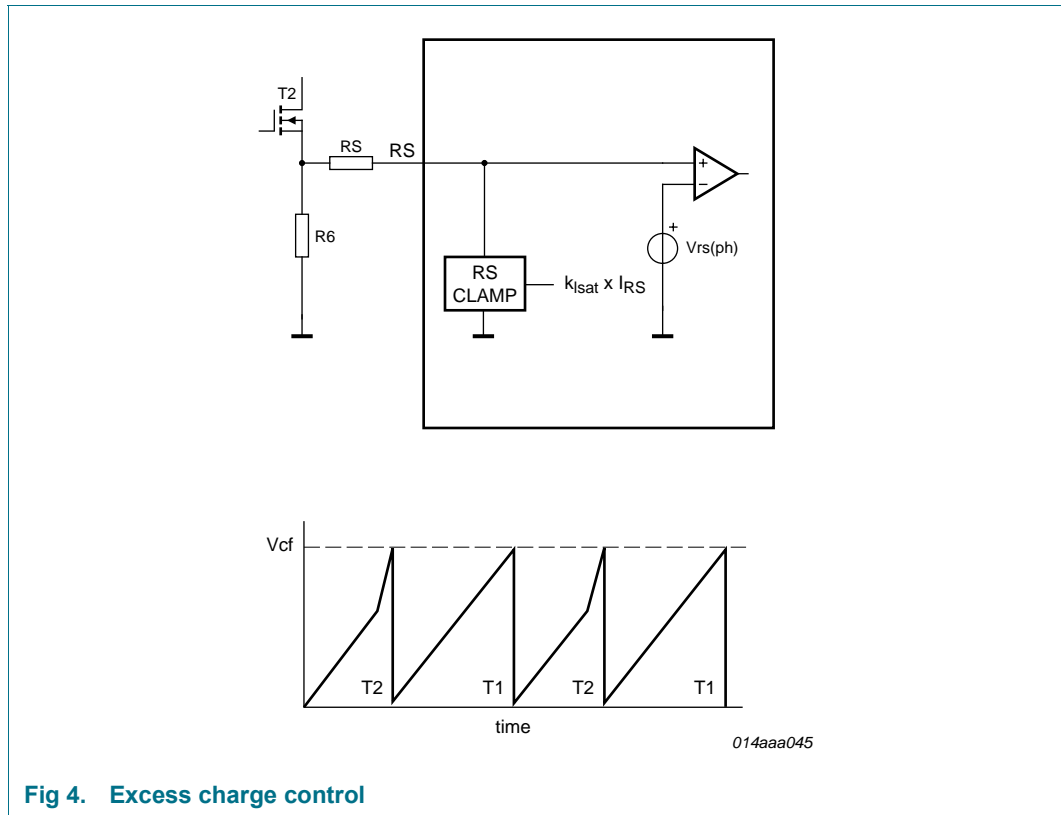 T2
RS RS
R6
RS
CLAMP
kIsat x IRS
+
−
+
Vrs(ph)
Vcf
T2 T1 T2 T1
time
014aaa045
Fig 4. Excess charge control